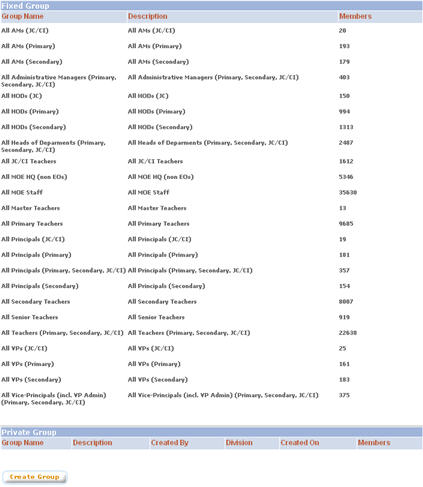 Fixed Group
Group Name Description Members
All AMs (JC/CI) All AMs (JC/CI) 20
All AMs (Primary) All AMs (Primary) 193
All AMs (Secondary) All AMs (Secondary) 179
All Administrative Managers (Primary, All Administrative Managers (Primary, Secondary, JC/CI) 403
Secondary, JC/CI)
All HODs (JC) All HODs (JC) 150
All HODs (Primary) All HODs (Primary) 994
All HODs (Secondary) All HODs (Secondary) 1313
All Heads of Deparments (Primary, All Heads of Deparments (Primary, Secondary, JC/CI) 2407
Secondary, JC/CI)
All JC/CI Teachers All JC/CI Teachers 1612
All MOE HQ (non EOs) All MOE HQ (non EOs) 5346
All MOE Staff All MOE Staff 35630
All Master Teachers All Master Teachers 13
All Primary Teachers All Primary Teachers 9605
All Principals (JC/CI) All Principals (JC/CI) 19
All Principals (Primary) All Principals (Primary) 181
All Principals (Primary, Secondary, JC/CI) All Principals (Primary, Secondary, JC/CI) 357
All Principals (Secondary) All Principals (Secondary) 154
All Secondary Teachers All Secondary Teachers 8007
All Senior Teachers All Senior Teachers 919
All Teachers (Primary, Secondary, JC/CI) All Teachers (Primary, Secondary, JC/CI) 22638
All VPs (JC/CI) All VPs (JC/CI) 25
All VPs (Primary) All VPs (Primary) 161
All VPs (Secondary) All VPs (Secondary) 183
All Vice-Principals (incl. VP Admin) All Vice-Principals (incl. VP Admin) (Primary, Secondary, JC/CI) 375
(Primary, Secondary, JC/CI)
Private Group
Group Name Description Created By Division Created On Members
Create Group